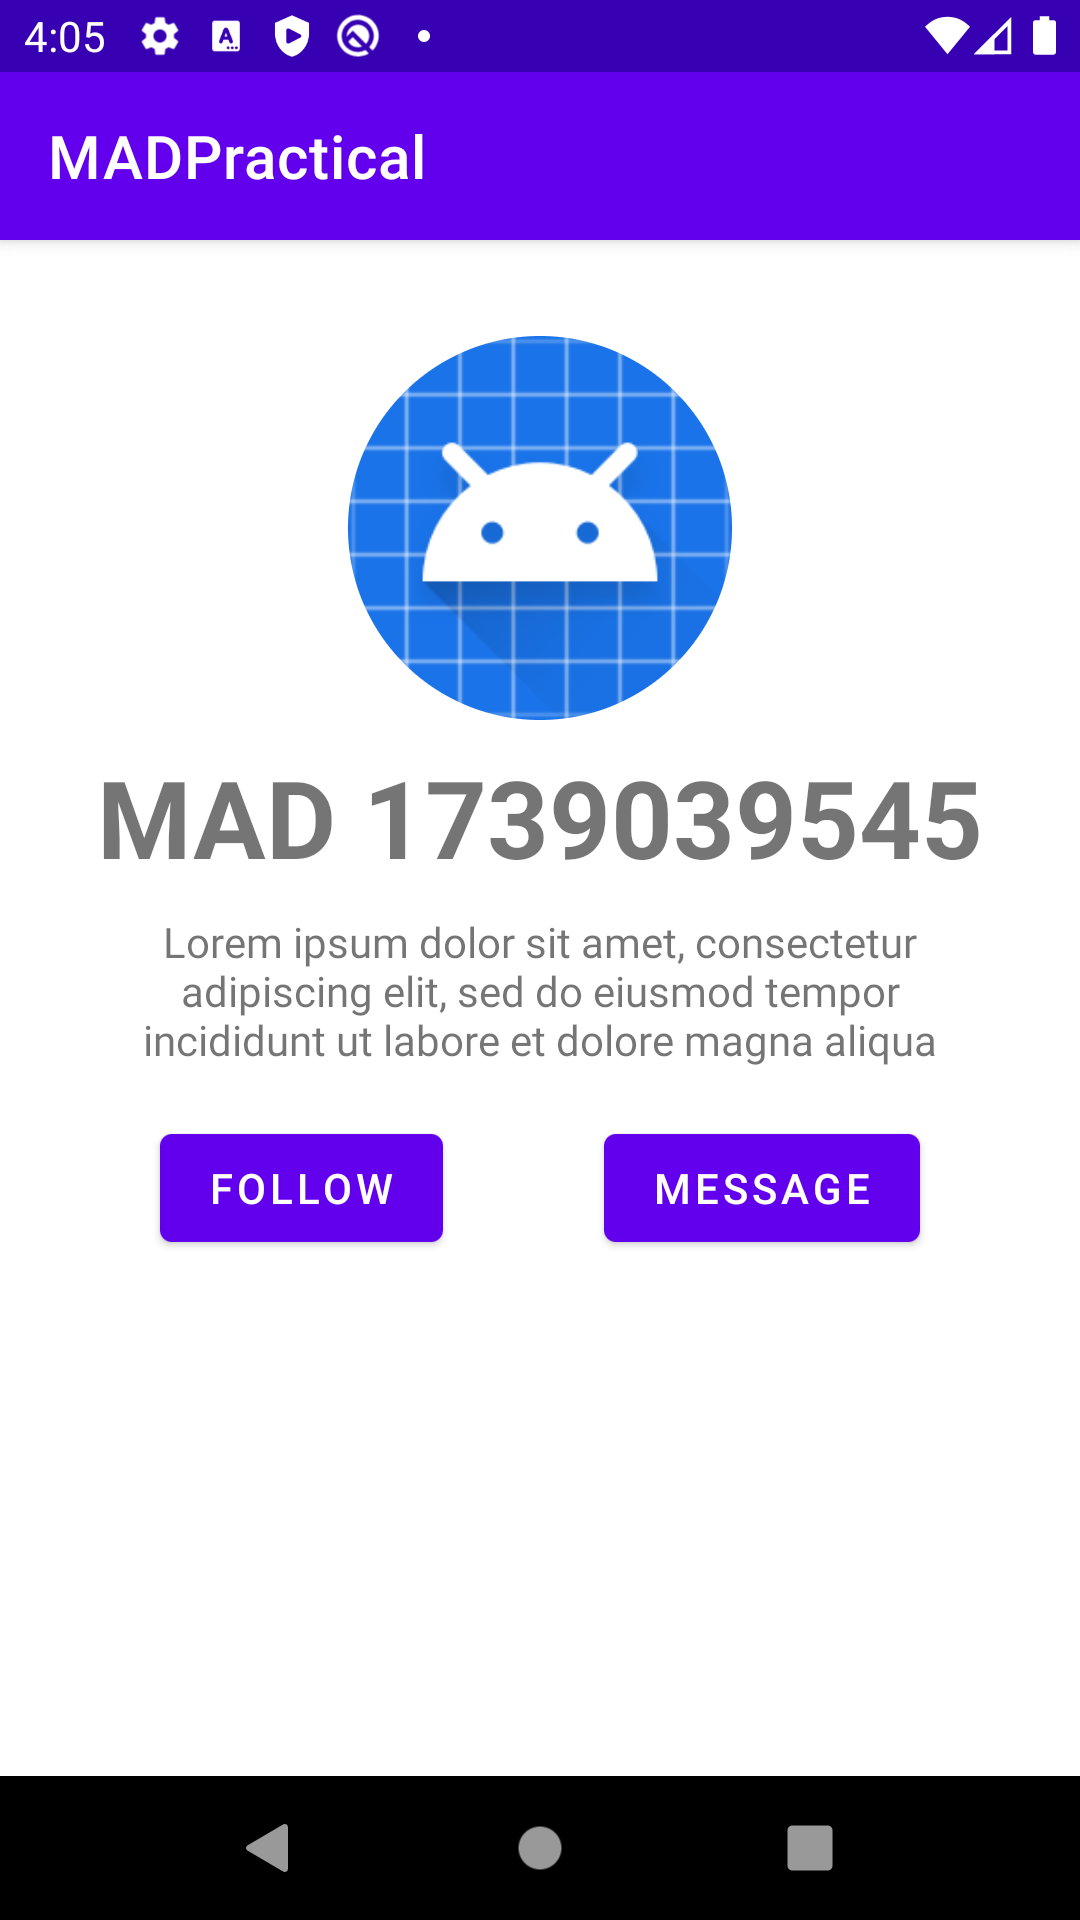 4:05
MADPractical
MAD 1739039545
Lorem ipsum dolor sit amet, consectetur
adipiscing elit, sed do eiusmod tempor
incididunt ut labore et dolore magna aliqua
FOLLOW
MESSAGE